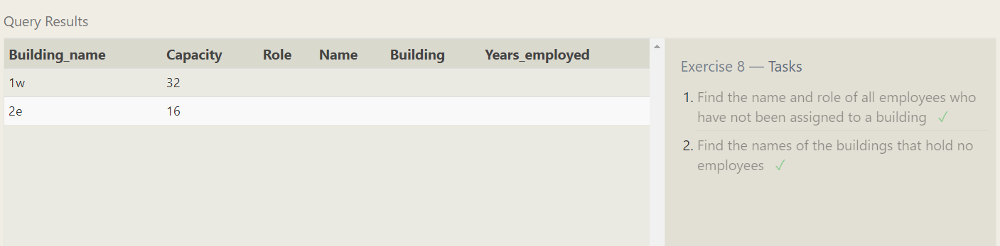 Query Results
Building_name Capacity Role Name Building Years_employed
1w 32
2e 16
Exercise 8 — Tasks
1. Find the name and role of all employees who
have not been assigned to a building ✓
2. Find the names of the buildings that hold no
employees ✓